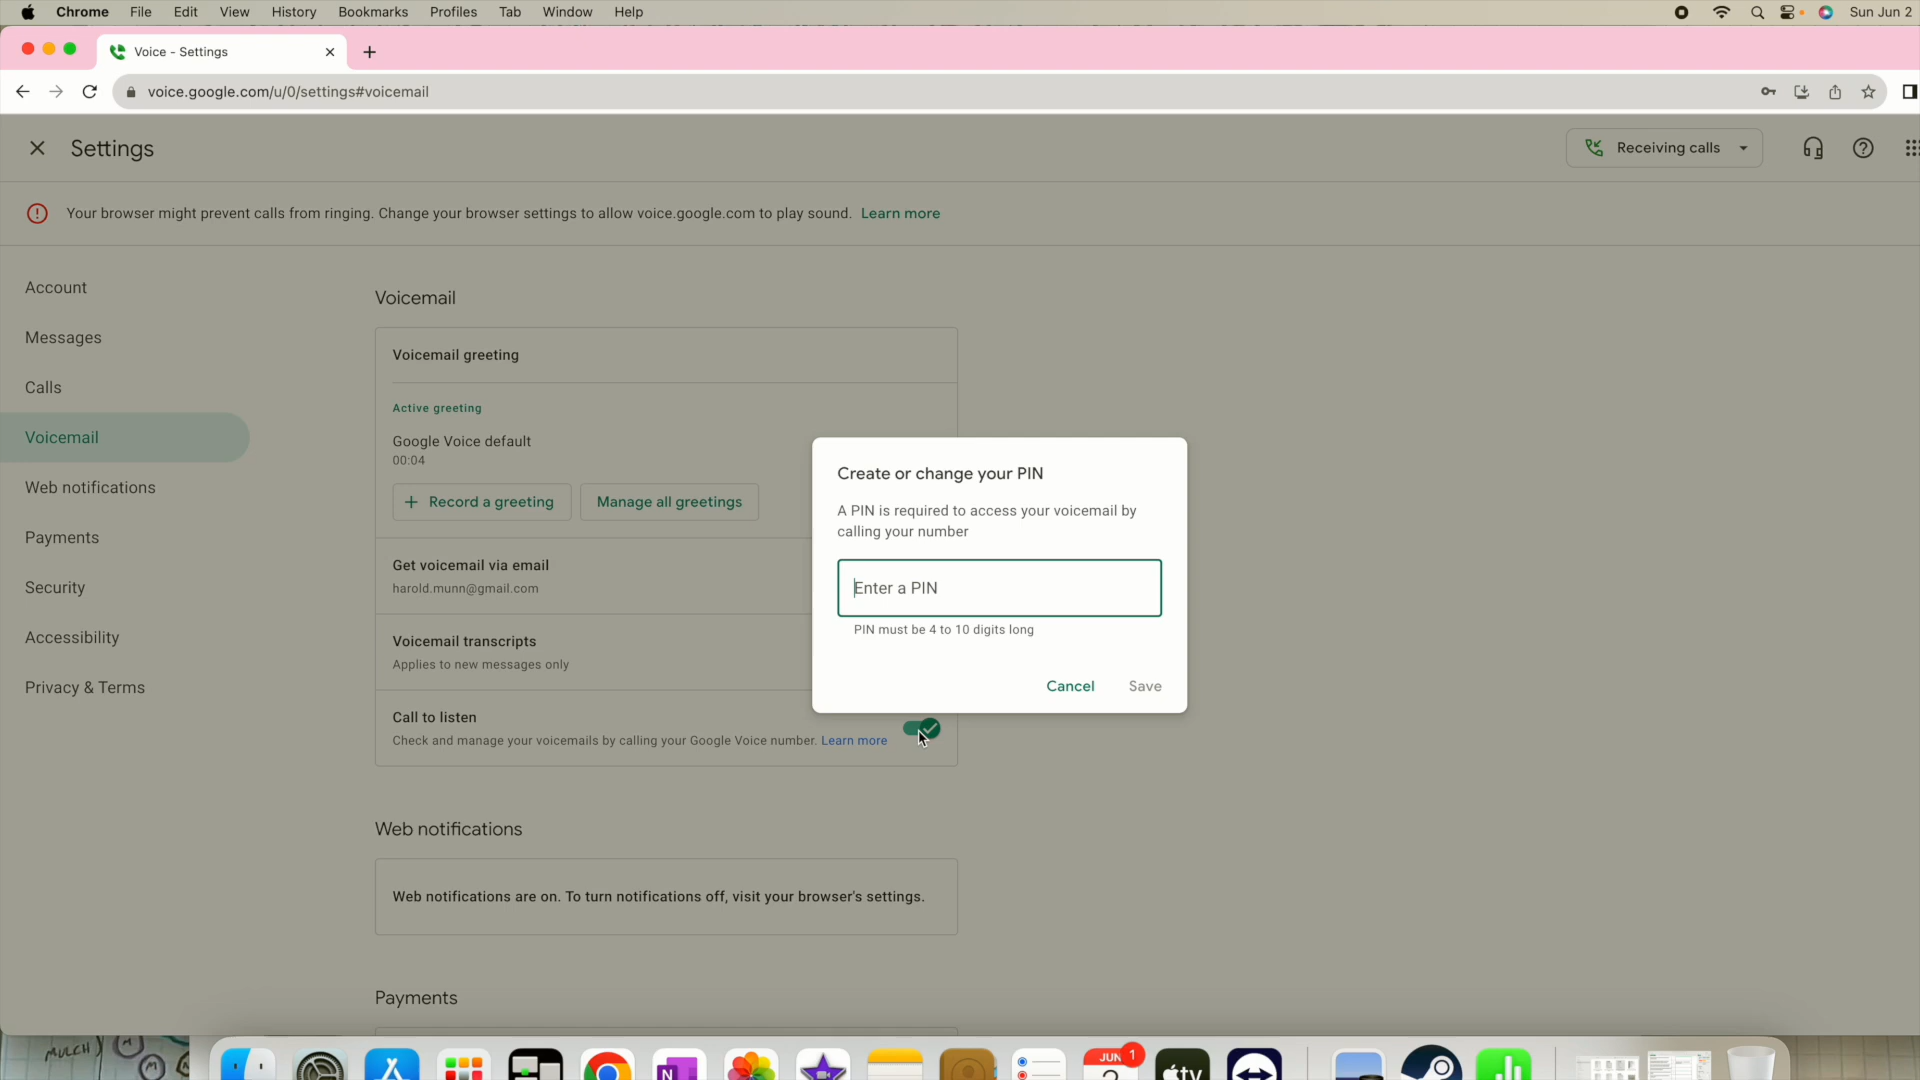 Chrome File Edit View History Bookmarks Profiles Tab Window Help Sun Jun 2
Voice - Settings
voice.google.com/u/0/settings#voicemail
Settings
Receiving calls
Your browser might prevent calls from ringing. Change your browser settings to allow voice.google.com to play sound. Learn more
Account
Messages
Calls
Voicemail
Web notifications
Payments
Security
Accessibility
Privacy & Terms
Voicemail
Voicemail greeting
Active greeting
Google Voice default
00:04
Record a greeting
Manage all greetings
Get voicemail via email
harold.munn@gmail.com
Voicemail transcripts
Applies to new messages only
Call to listen
Check and manage your voicemails by calling your Google Voice number. Learn more
Create or change your PIN
A PIN is required to access your voicemail by
calling your number
Enter a PIN
PIN must be 4 to 10 digits long
Cancel
Save
Web notifications
Web notifications are on. To turn notifications off, visit your browser's settings.
Payments
MULCH)
M
M
N
JUN
1
tv